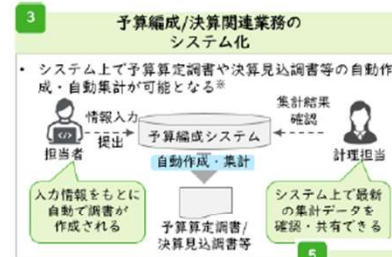 3
予算編成/決算関連業務の
システム化
• システム上で予算算定調書や決算見込調書等の自動作
成・自動集計が可能となる※
情報入力
提出
集計結果
確認
予算編成システム
担当者
自動作成・集計
計理担当
入力情報をもとに
自動で調書が
作成される
予算算定調書/
決算見込調書等
システム上で最新
の集計データを
確認・共有できる
5